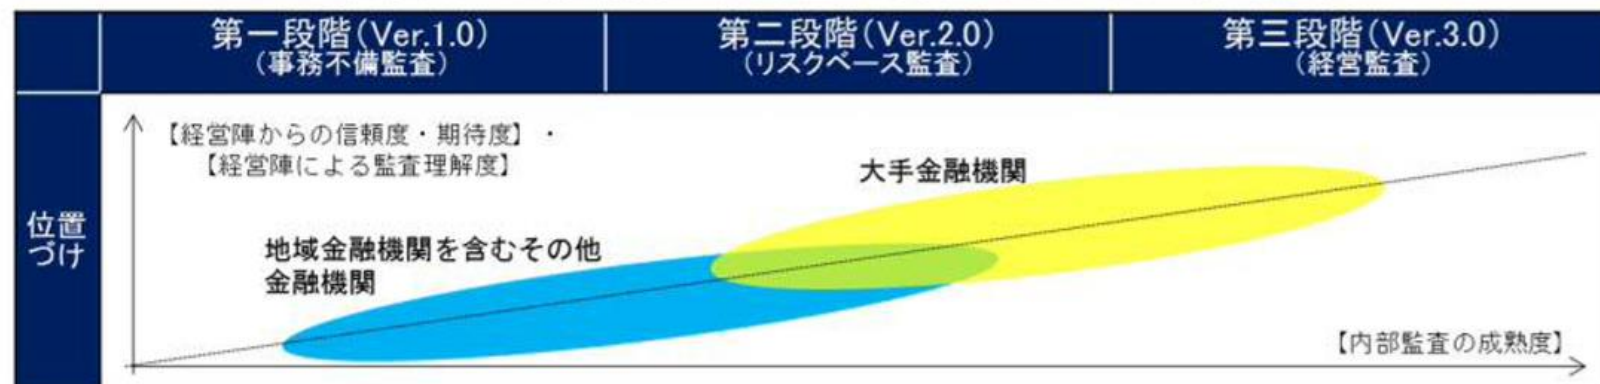 第一段階(Ver.1.0)
(事務不備監査)
第二段階(Ver.2.0)
(リスクベース監査)
第三段階(Ver.3.0)
(経営監査)
位置
づけ
【経営陣からの信頼度・期待度】・
【経営陣による監査理解度】
大手金融機関
地域金融機関を含むその他
金融機関
【内部監査の成熟度】